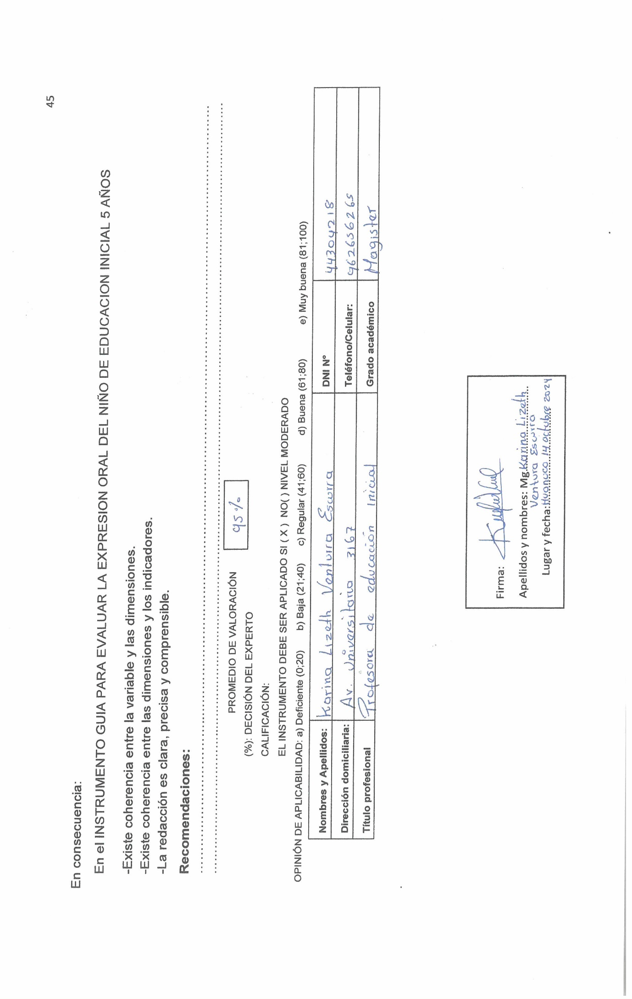 45
En consecuencia:
En el INSTRUMENTO GUIA PARA EVALUAR LA EXPRESION ORAL DEL NIÑO DE EDUCACION INICIAL 5 AÑOS
-Existe coherencia entre la variable y las dimensiones.
-Existe coherencia entre las dimensiones y los indicadores.
-La redacción es clara, precisa y comprensible.
Recomendaciones:
PROMEDIO DE VALORACIÓN 95%
(%): DECISIÓN DEL EXPERTO
CALIFICACIÓN:
EL INSTRUMENTO DEBE SER APLICADO SI ( X ) NO( ) NIVEL MODERADO
OPINIÓN DE APLICABILIDAD: a) Deficiente (0;20) b) Baja (21;40) c) Regular (41;60) d) Buena (61;80) e) Muy buena (81;100)
Nombres y Apellidos: Karina Lizeth Ventura Escurra DNI N° 44304218
Dirección domiciliaria: Av. Universitaria 3167 Teléfono/Celular: 962656265
Título profesional Profesora de educación inicial Grado académico Magister
Firma:
Apellidos y nombres: Mg. Karina Lizeth
Ventura Escurra
Lugar y fecha: Huanuco 14 octubre 2024